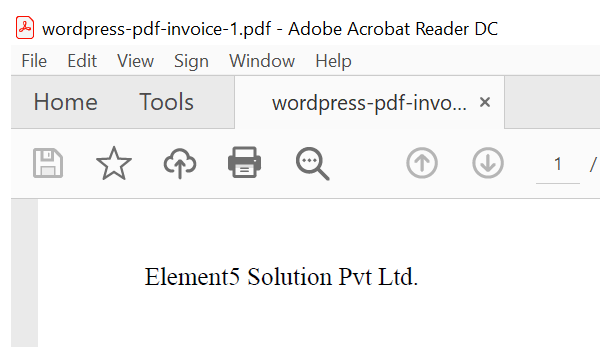 wordpress-pdf-invoice-1.pdf - Adobe Acrobat Reader DC
File Edit View Sign Window Help
Home Tools wordpress-pdf-invo... ×
1 /
Element5 Solution Pvt Ltd.